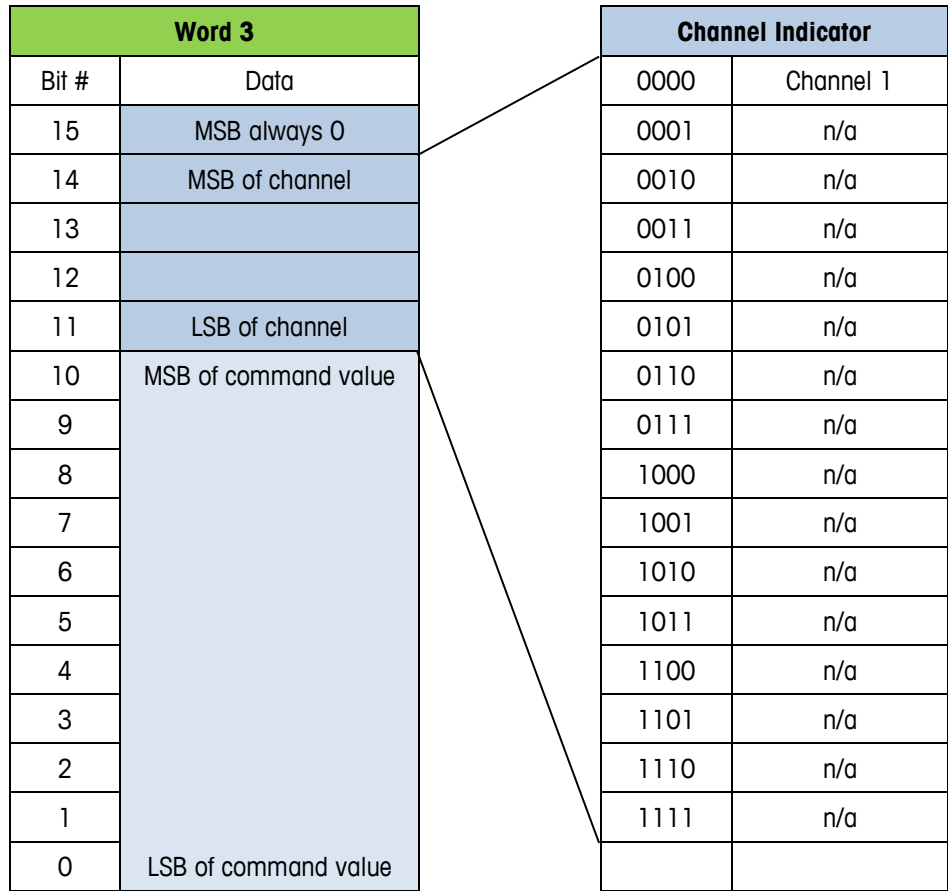 Word 3
Bit # Data
15 MSB always 0
14 MSB of channel
13
12
11 LSB of channel
10 MSB of command value
9
8
7
6
5
4
3
2
1
0 LSB of command value
Channel Indicator
0000 Channel 1
0001 n/a
0010 n/a
0011 n/a
0100 n/a
0101 n/a
0110 n/a
0111 n/a
1000 n/a
1001 n/a
1010 n/a
1011 n/a
1100 n/a
1101 n/a
1110 n/a
1111 n/a